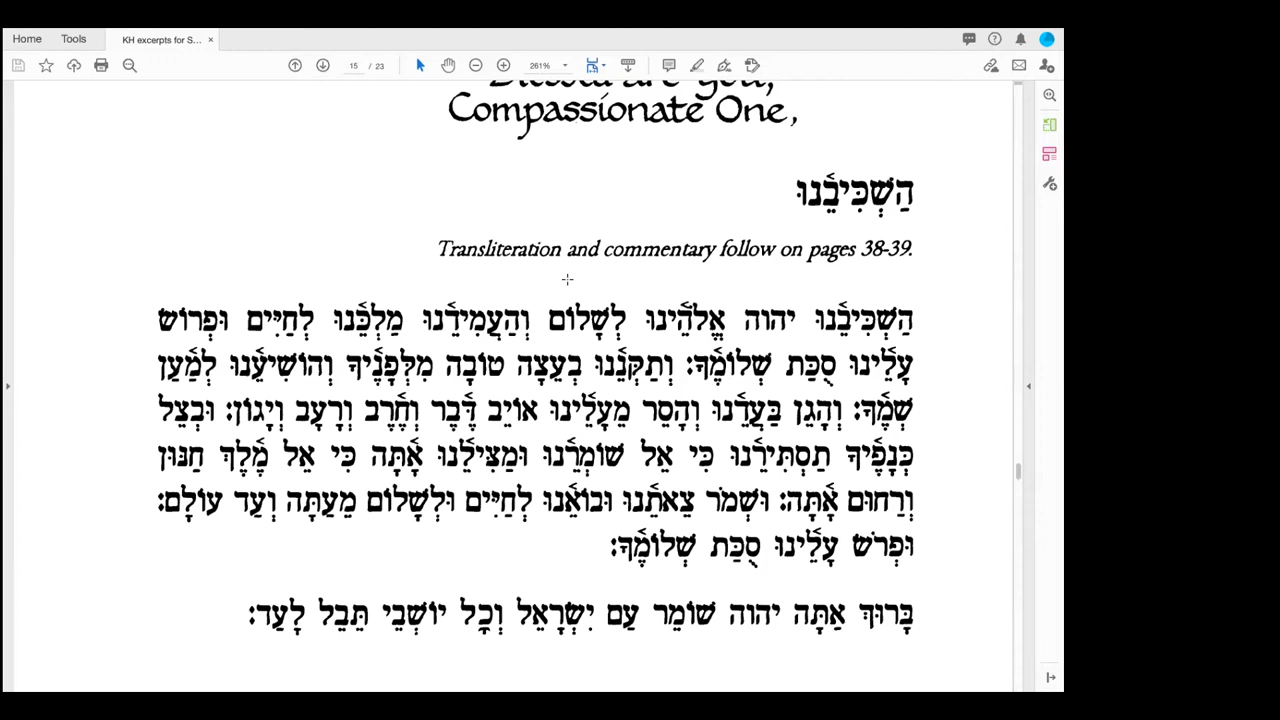 Home Tools KH excerpts for S... ×
15 / 23 261%
Compassionate One,
הַשְׁכִּיבֵ֫נוּ
Transliteration and commentary follow on pages 38-39.
הַשְׁכִּיבֵ֫נוּ יהוה אֱלֹהֵ֫ינוּ לְשָׁלוֹם וְהַעֲמִידֵ֫נוּ מַלְכֵּ֫נוּ לְחַיִּים וּפְרוֹשׂ
עָלֵ֫ינוּ סֻכַּת שְׁלוֹמֶ֫ךָ: וְתַקְּנֵ֫נוּ בְּעֵצָה טוֹבָה מִלְּפָנֶ֫יךָ וְהוֹשִׁיעֵ֫נוּ לְמַ֫עַן
שְׁמֶ֫ךָ: וְהָגֵן בַּעֲדֵ֫נוּ וְהָסֵר מֵעָלֵ֫ינוּ אוֹיֵב דֶּ֫בֶר וְחֶ֫רֶב וְרָעָב וְיָגוֹן: וּבְצֵל
כְּנָפֶ֫יךָ תַסְתִּירֵ֫נוּ כִּי אֵל שׁוֹמְרֵ֫נוּ וּמַצִּילֵ֫נוּ אָ֫תָּה כִּי אֵל מֶ֫לֶךְ חַנּוּן
וְרַחוּם אָ֫תָּה: וּשְׁמֹר צֵאתֵ֫נוּ וּבוֹאֵ֫נוּ לְחַיִּים וּלְשָׁלוֹם מֵעַתָּה וְעַד עוֹלָם:
וּפְרֹשׂ עָלֵ֫ינוּ סֻכַּת שְׁלוֹמֶ֫ךָ:
בָּרוּךְ אַתָּה יהוה שׁוֹמֵר עַם יִשְׂרָאֵל וְכָל יוֹשְׁבֵי תֵּבֵל לָעַד: